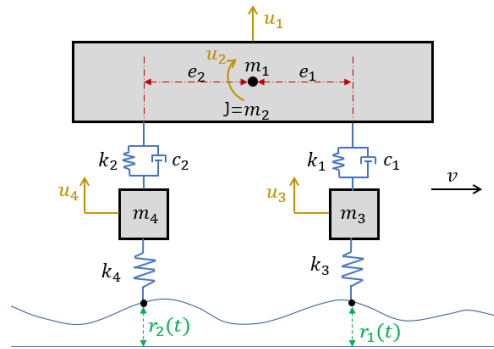 u₁
u₂ m₁
e₂ e₁
J=m₂
k₂ c₂ k₁ c₁
u₄ u₃ v
m₄ m₃
k₄ k₃
r₂(t) r₁(t)